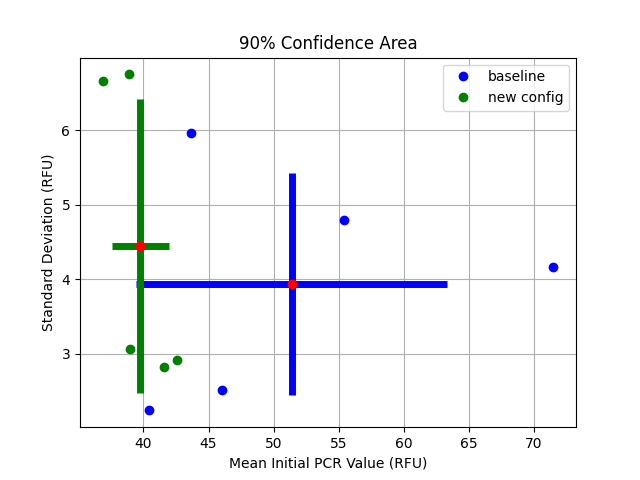 90% Confidence Area
baseline
new config
Standard Deviation (RFU)
6
5
4
3
40 45 50 55 60 65 70
Mean Initial PCR Value (RFU)